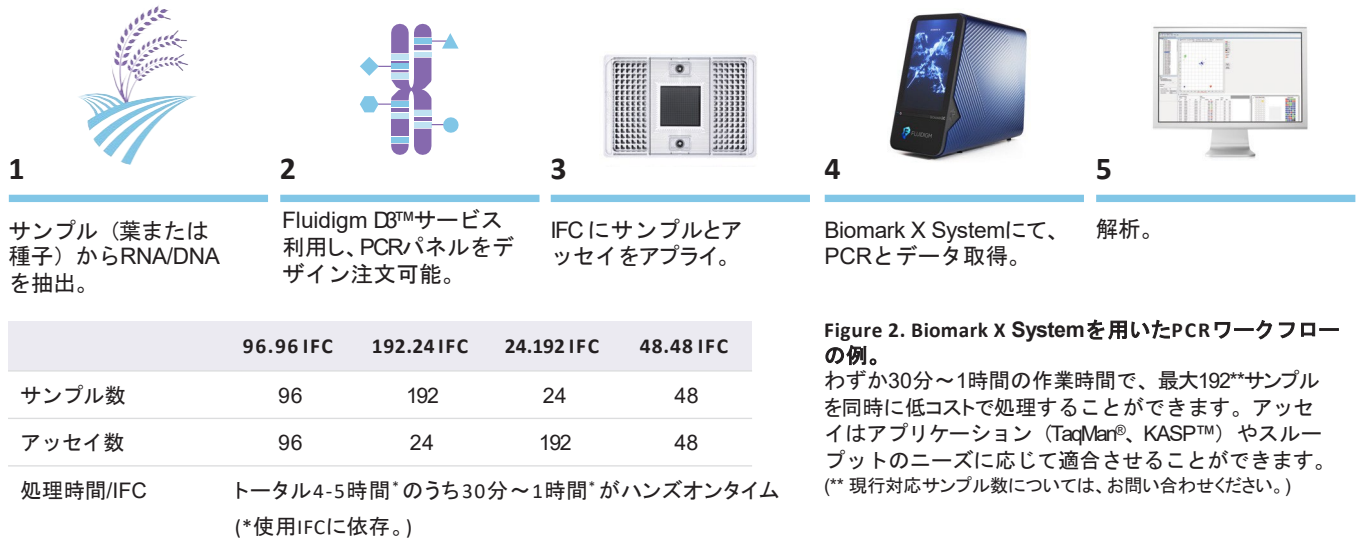 FLUIDIGM
1
サンプル（葉または
種子）からRNA/DNA
を抽出。
2
Fluidigm D3™サービス
利用し、PCRパネルをデ
ザイン注文可能。
3
IFC にサンプルとア
ッセイをアプライ。
4
Biomark X Systemにて、
PCRとデータ取得。
5
解析。
96.96 IFC 192.24 IFC 24.192 IFC 48.48 IFC
サンプル数 96 192 24 48
アッセイ数 96 24 192 48
処理時間/IFC トータル4-5時間*のうち30分～1時間*がハンズオンタイム
(*使用IFCに依存。)
Figure 2. Biomark X Systemを用いたPCRワークフロー
の例。
わずか30分～1時間の作業時間で、最大192**サンプル
を同時に低コストで処理することができます。アッセ
イはアプリケーション（TaqMan®、KASP™）やスルー
プットのニーズに応じて適合させることができます。
(** 現行対応サンプル数については、お問い合わせください。)